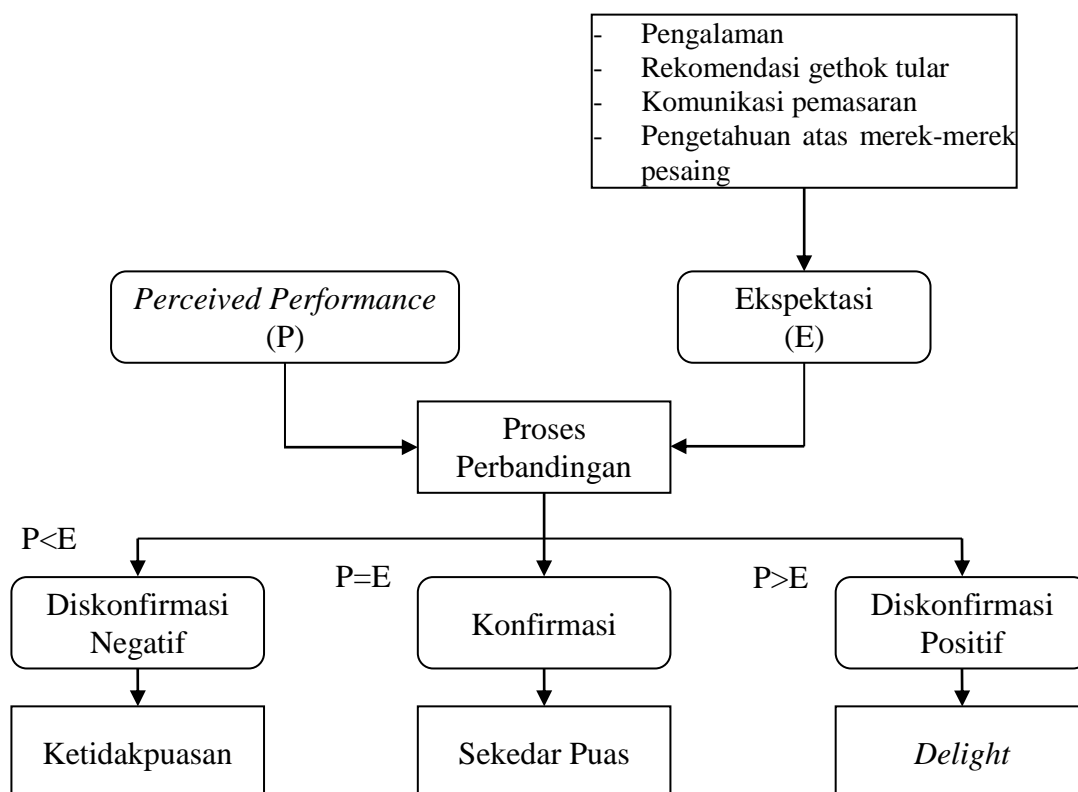 - Pengalaman
- Rekomendasi gethok tular
- Komunikasi pemasaran
- Pengetahuan atas merek-merek
pesaing
Perceived Performance
(P)
Ekspektasi
(E)
Proses
Perbandingan
P<E
P=E
P>E
Diskonfirmasi
Negatif
Konfirmasi
Diskonfirmasi
Positif
Ketidakpuasan
Sekedar Puas
Delight